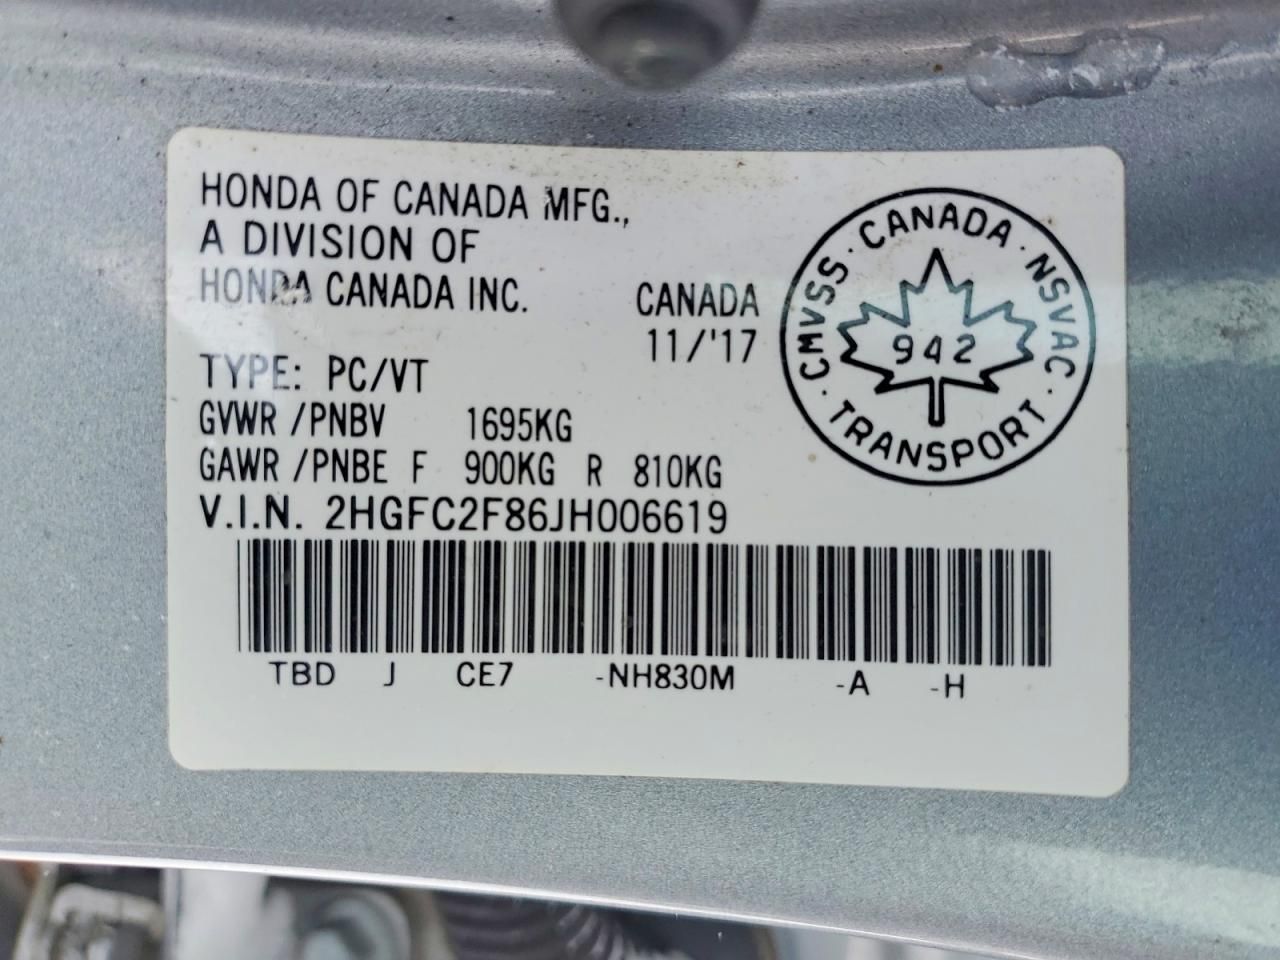 HONDA OF CANADA MFG.,
A DIVISION OF
HONDA CANADA INC.
CANADA
11/'17
TYPE: PC/VT
GVWR /PNBV 1695KG
GAWR /PNBE F 900KG R 810KG
V.I.N. 2HGFC2F86JH006619
TBD J CE7 -NH830M -A -H
CMVSS · CANADA · NSVAC ·
TRANSPORT ·
942